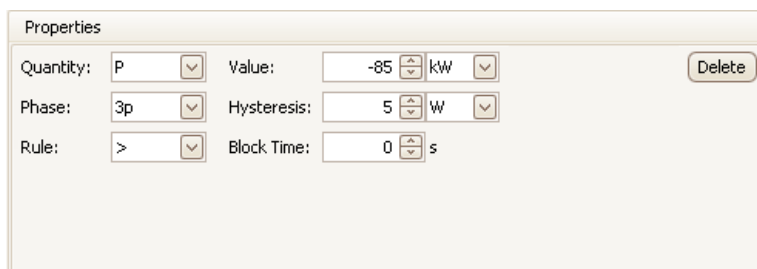 Properties
Quantity: P Value: -85 kW Delete
Phase: 3p Hysteresis: 5 W
Rule: > Block Time: 0 s